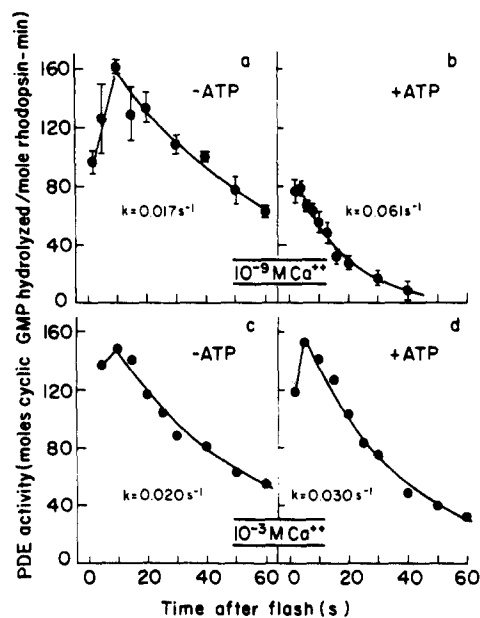 PDE activity (moles cyclic GMP hydrolyzed/mole rhodopsin-min)
a
-ATP
160
120
80
40
0
k=0.017s⁻¹
b
+ATP
k=0.061s⁻¹
10⁻⁹M Ca⁺⁺
c
-ATP
160
120
80
40
0
k=0.020s⁻¹
d
+ATP
k=0.030s⁻¹
10⁻³M Ca⁺⁺
0 20 40 60 0 20 40 60
Time after flash (s)